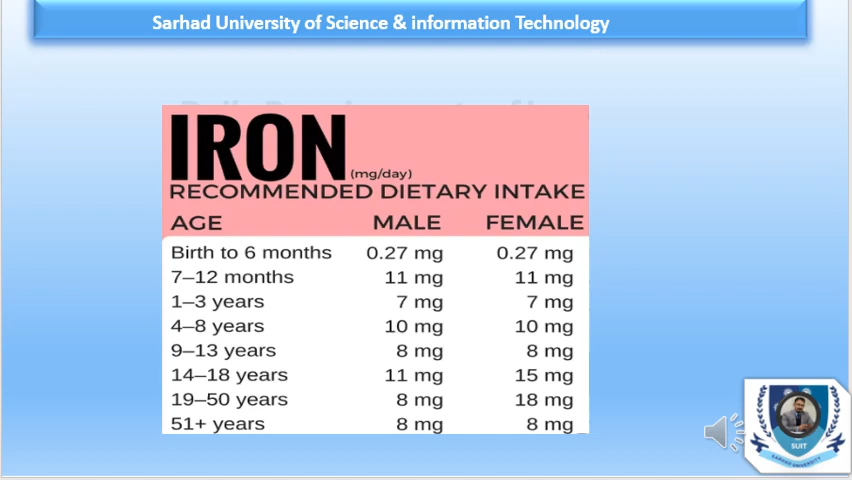 Sarhad University of Science & information Technology
IRON (mg/day)
RECOMMENDED DIETARY INTAKE
AGE MALE FEMALE
Birth to 6 months 0.27 mg 0.27 mg
7–12 months 11 mg 11 mg
1–3 years 7 mg 7 mg
4–8 years 10 mg 10 mg
9–13 years 8 mg 8 mg
14–18 years 11 mg 15 mg
19–50 years 8 mg 18 mg
51+ years 8 mg 8 mg
SUIT
SARHAD UNIVERSITY